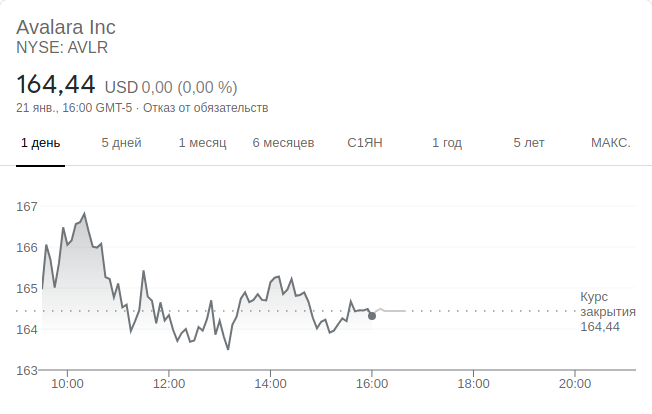 Avalara Inc
NYSE: AVLR
164,44 USD 0,00 (0,00 %)
21 янв., 16:00 GMT-5 · Отказ от обязательств
1 день 5 дней 1 месяц 6 месяцев С1ЯН 1 год 5 лет МАКС.
167
166
165
164
163
Курс
закрытия
164,44
10:00 12:00 14:00 16:00 18:00 20:00